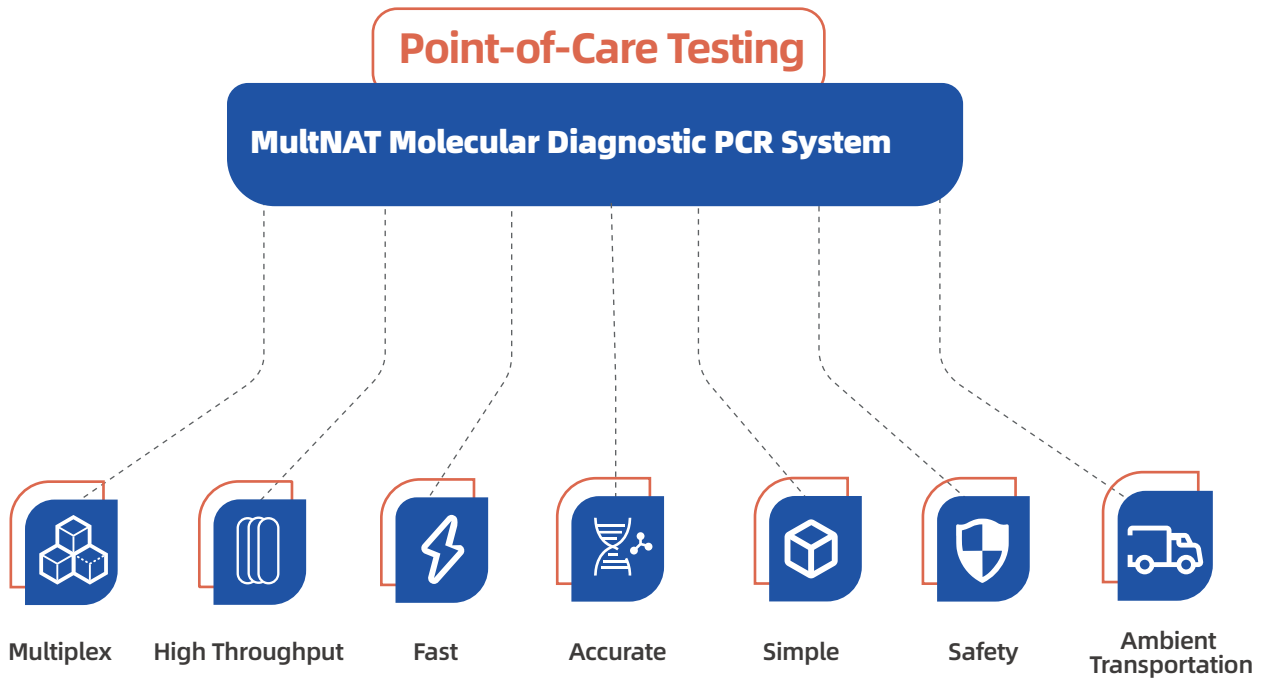 Point-of-Care Testing
MultNAT Molecular Diagnostic PCR System
Multiplex
High Throughput
Fast
Accurate
Simple
Safety
Ambient
Transportation